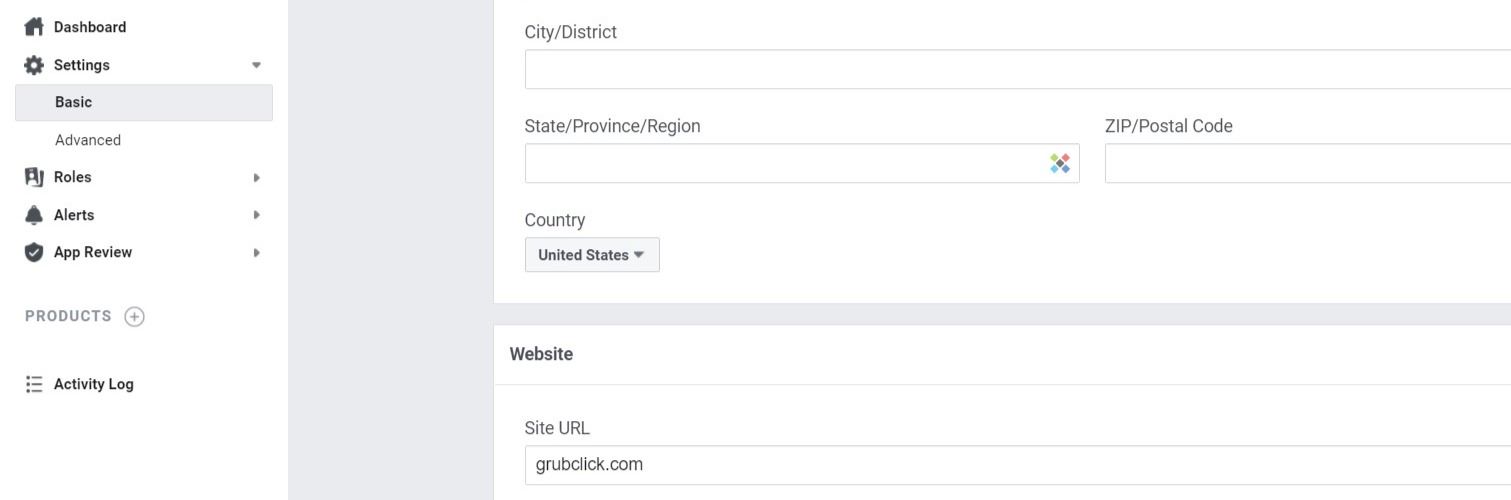 Dashboard
Settings
Basic
Advanced
Roles
Alerts
App Review
PRODUCTS
Activity Log
City/District
State/Province/Region
ZIP/Postal Code
Country
United States
Website
Site URL
grubclick.com